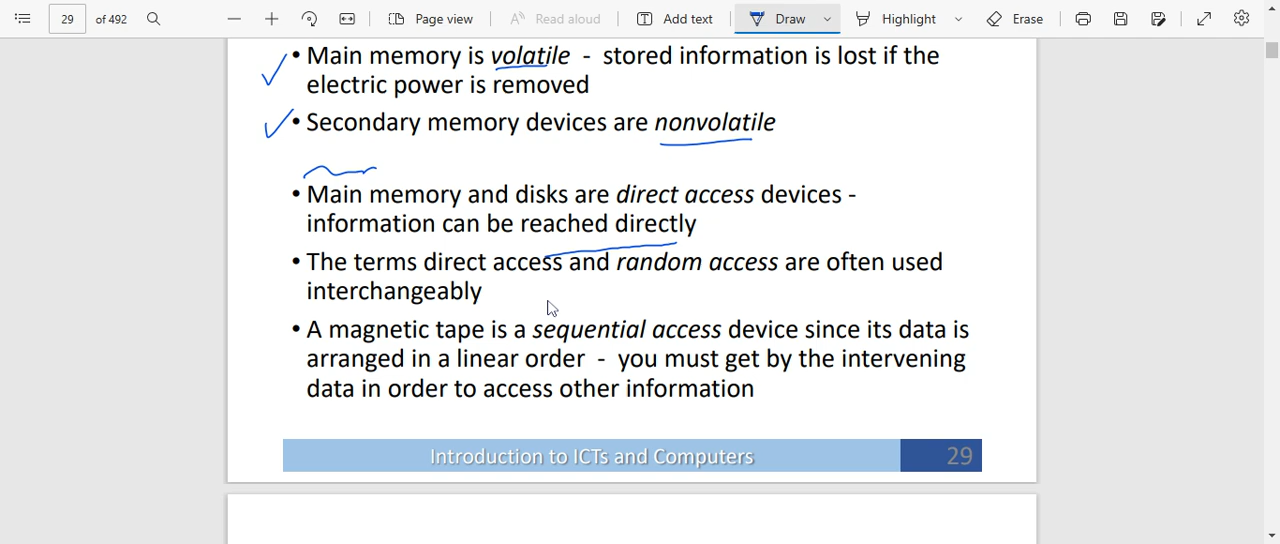 29 of 492 Page view Read aloud Add text Draw Highlight Erase
• Main memory is volatile - stored information is lost if the
electric power is removed
• Secondary memory devices are nonvolatile
• Main memory and disks are direct access devices -
information can be reached directly
• The terms direct access and random access are often used
interchangeably
• A magnetic tape is a sequential access device since its data is
arranged in a linear order - you must get by the intervening
data in order to access other information
Introduction to ICTs and Computers 29